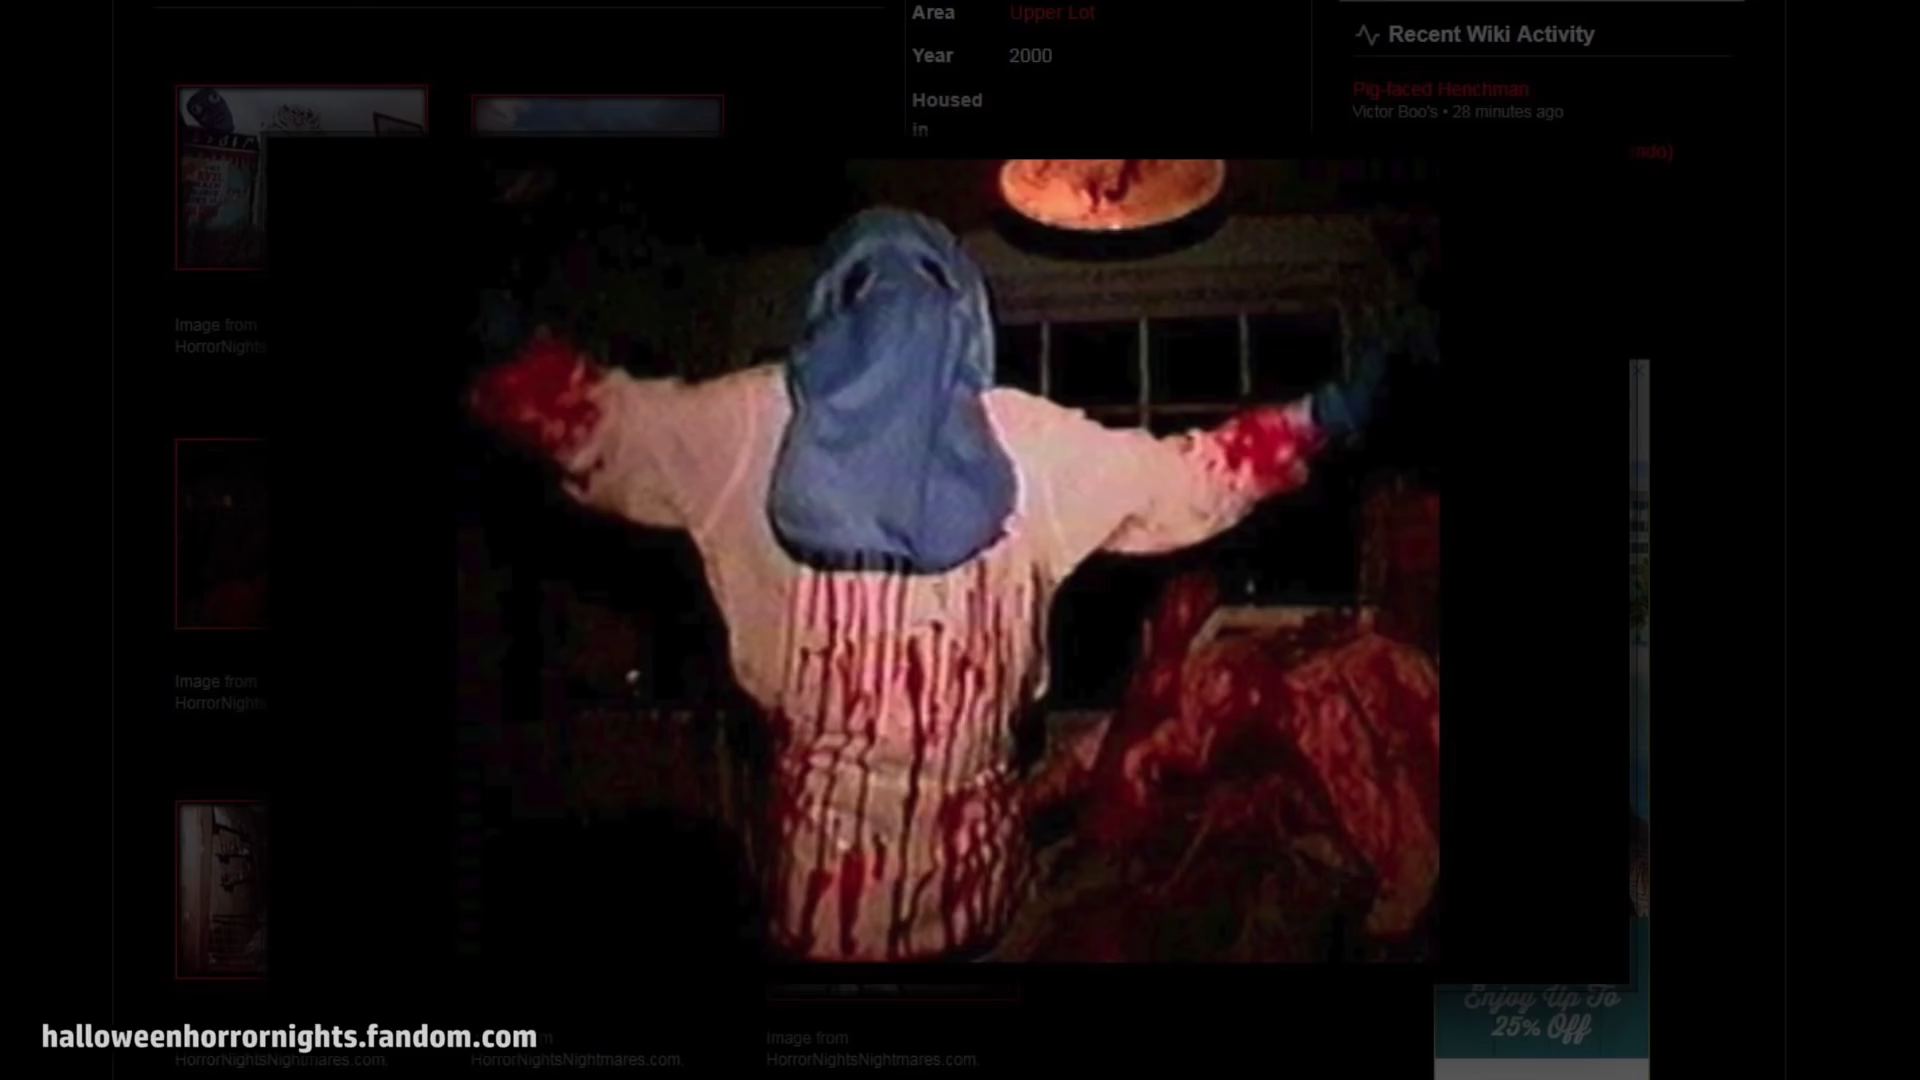 Area Upper Lot
Year 2000
Housed
in
Recent Wiki Activity
Pig-faced Henchman
Victor Boo's • 28 minutes ago
ndo)
Image from
HorrorNights
Image from
HorrorNights
Enjoy Up To
25% Off
halloweenhorrornights.fandom.com
m
Image from
HorrorNightsNightmares.com.
HorrorNightsNightmares.com.
HorrorNightsNightmares.com.